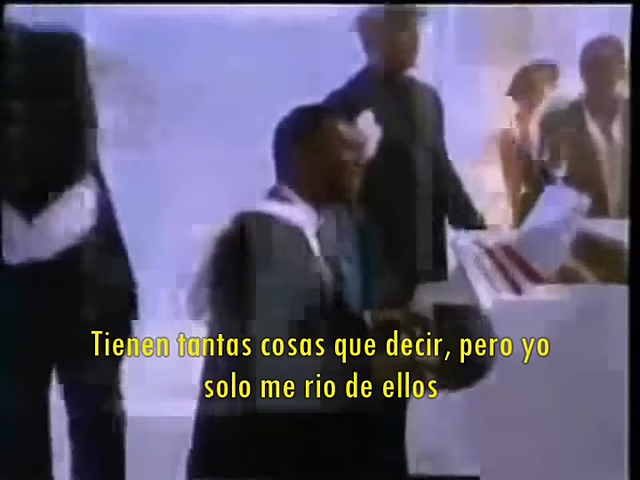 Tienen tantas cosas que decir, pero yo
solo me rio de ellos